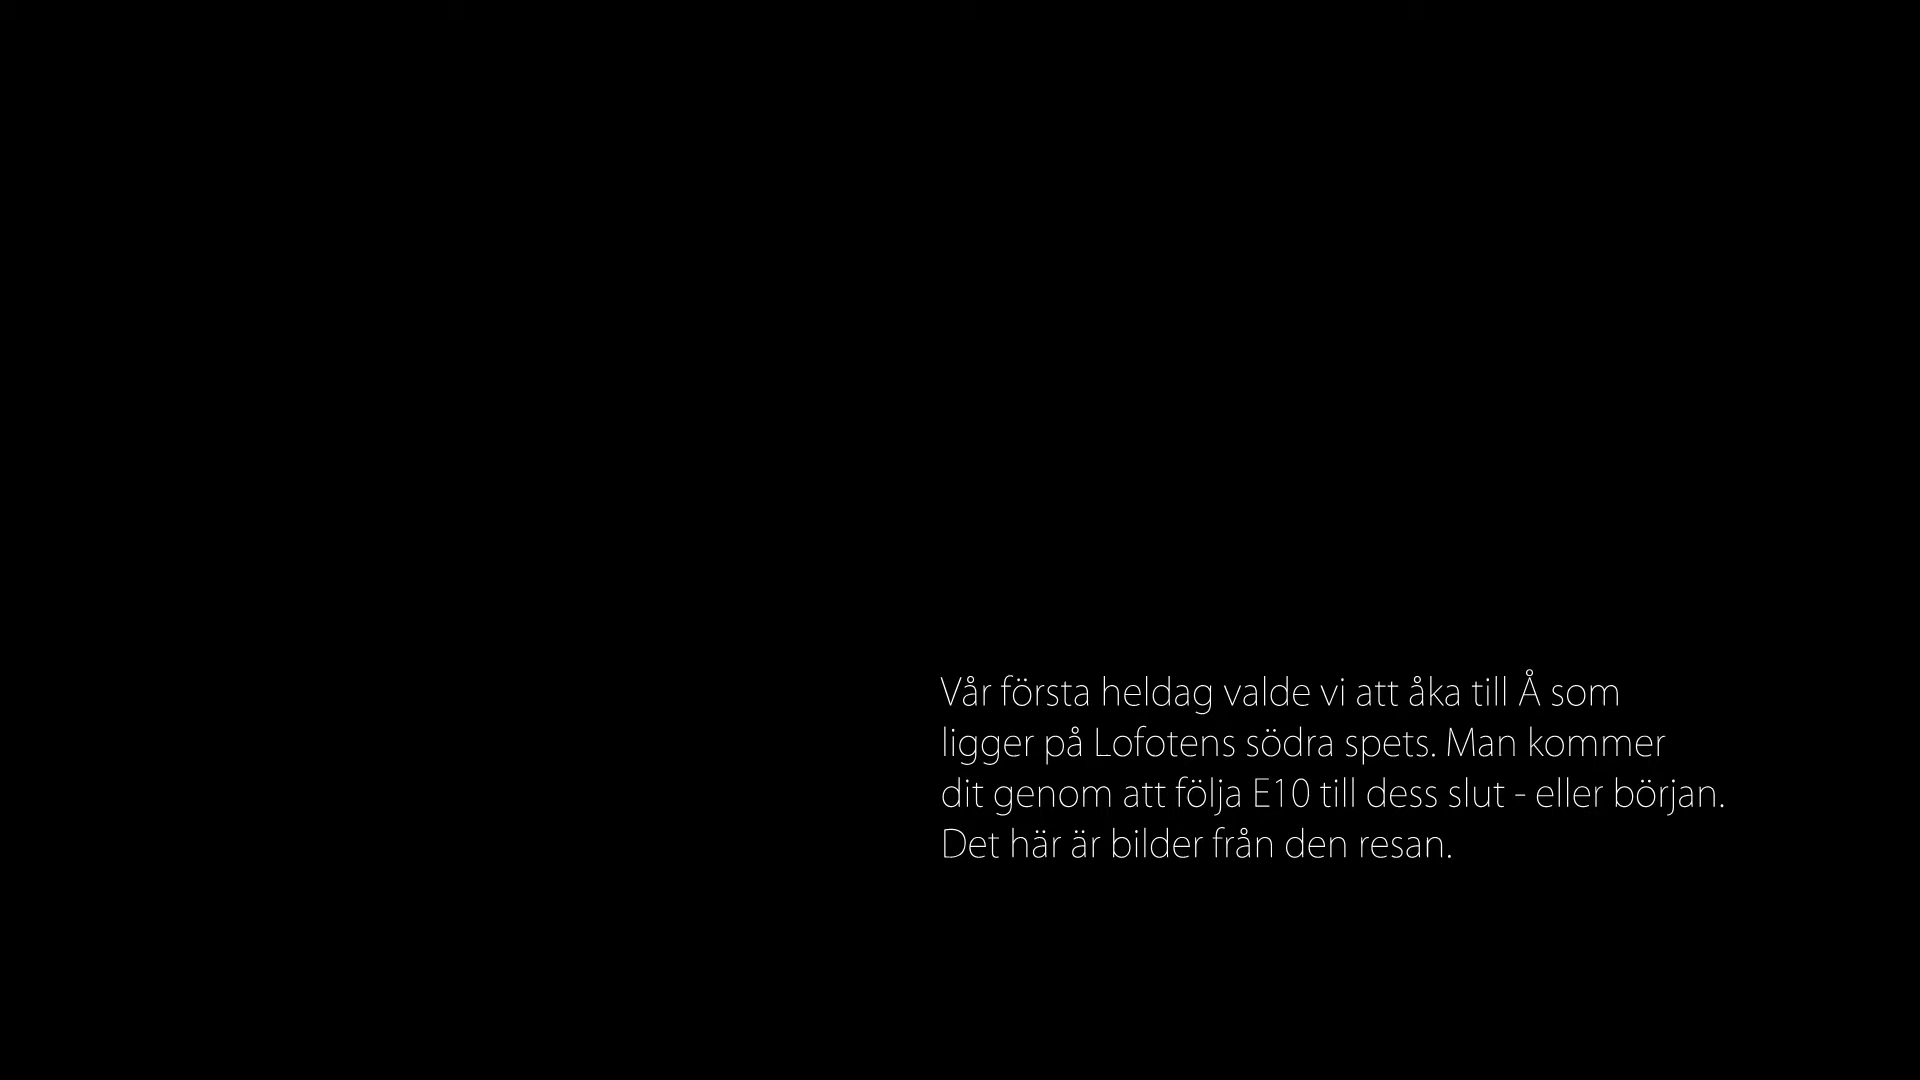 Vår första heldag valde vi att åka till Å som
ligger på Lofotens södra spets. Man kommer
dit genom att följa E10 till dess slut - eller början.
Det här är bilder från den resan.